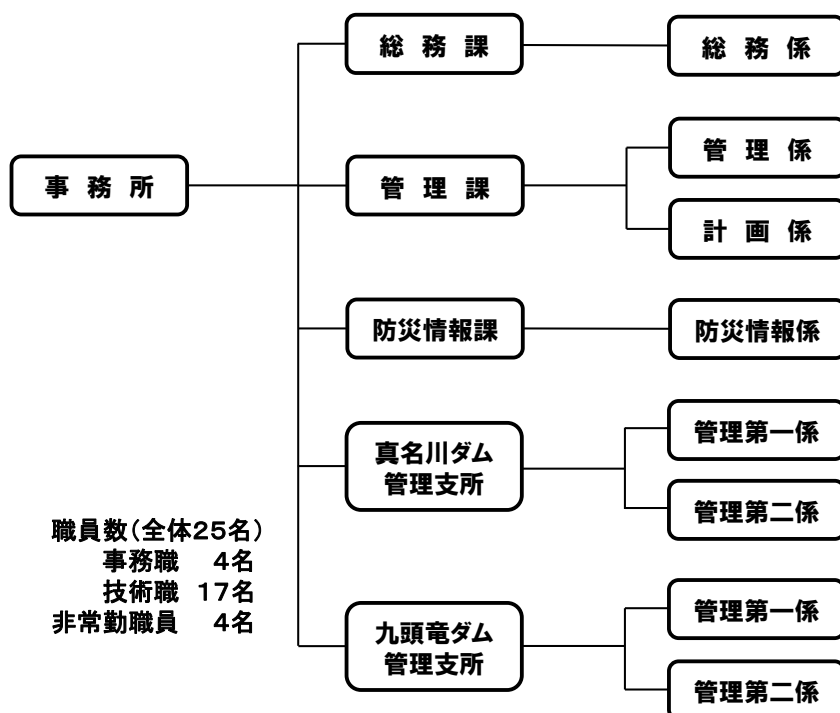 総務課
総務係
事務所
管理課
管理係
計画係
防災情報課
防災情報係
真名川ダム
管理支所
管理第一係
管理第二係
九頭竜ダム
管理支所
管理第一係
管理第二係
職員数(全体25名)
事務職 4名
技術職 17名
非常勤職員 4名